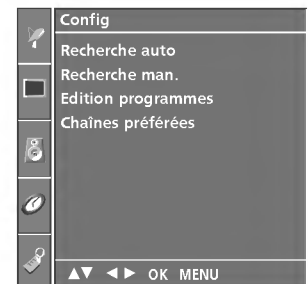 Config
Recherche auto
Recherche man.
Edition programmes
Chaînes préférées
▲▼ ◄► OK MENU